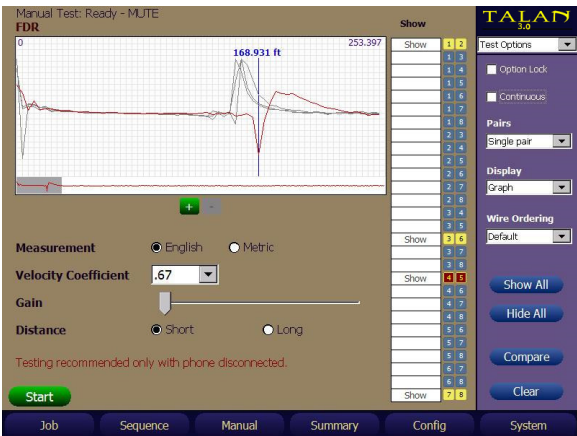 Manual Test: Ready - MUTE
FDR
0
168.931 ft
253.397
+
-
Measurement
English
Metric
Velocity Coefficient
.67
Gain
Distance
Short
Long
Testing recommended only with phone disconnected.
Start
Show
Show 1 2
1 3
1 4
1 5
1 6
1 7
1 8
2 3
2 4
2 5
2 6
2 7
2 8
3 4
3 5
Show 3 6
3 7
3 8
Show 4 5
4 6
4 7
4 8
5 6
5 7
5 8
6 7
6 8
Show 7 8
TALAN
3.0
Test Options
Option Lock
Continuous
Pairs
Single pair
Display
Graph
Wire Ordering
Default
Show All
Hide All
Compare
Clear
Job
Sequence
Manual
Summary
Config
System